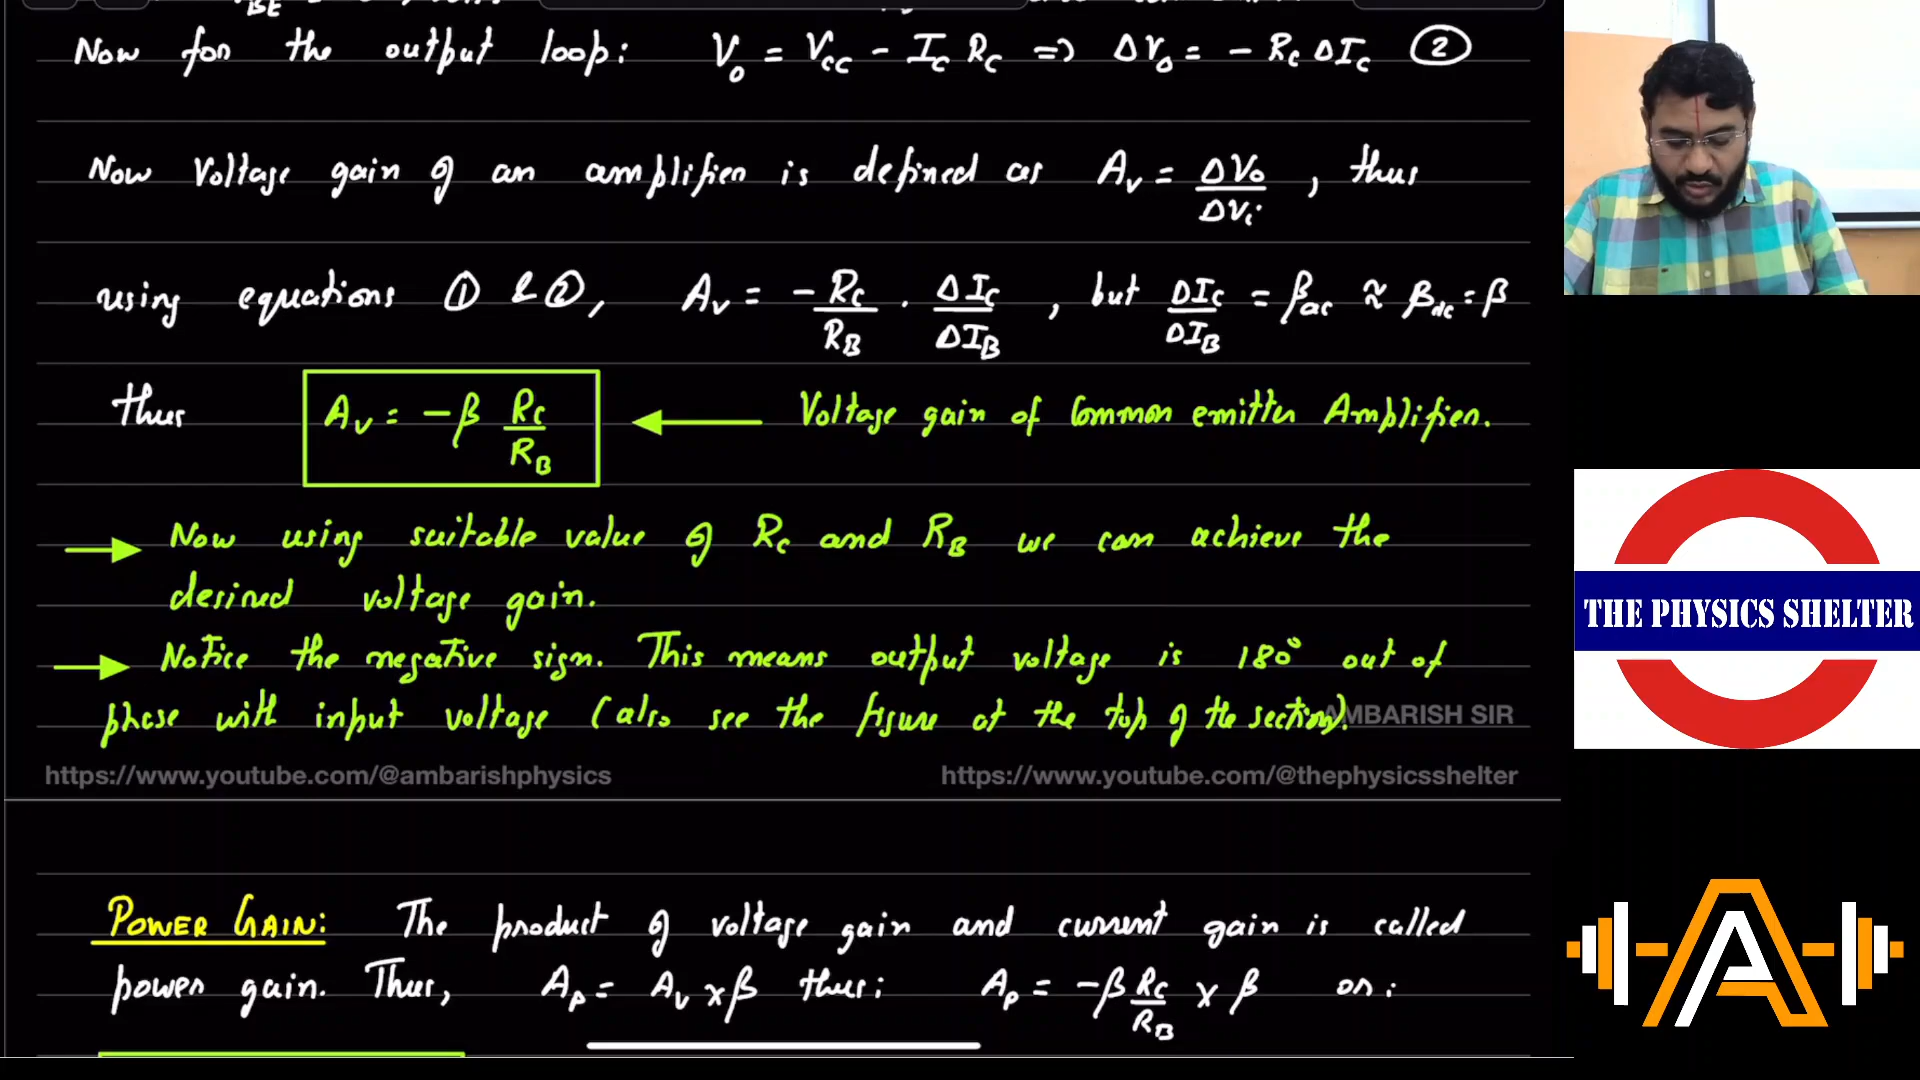 BE
Now for the output loop: V₀ = Vcc - Ic Rc ⇒ ΔV₀ = - Rc ΔIc ②
Now Voltage gain of an amplifier is defined as Av = ΔV₀/ΔVi , thus
using equations ① & ②, Av = -Rc/RB . ΔIc/ΔIB , but ΔIc/ΔIB = βac ≈ βdc = β
thus Av = -β Rc/RB ← Voltage gain of Common emitter Amplifier.
→ Now using suitable value of Rc and RB we can achieve the
desired voltage gain.
→ Notice the negative sign. This means output voltage is 180° out of
phase with input voltage (also see the figure at the top of the section).
AMBARISH SIR
https://www.youtube.com/@ambarishphysics https://www.youtube.com/@thephysicsshelter
POWER GAIN: The product of voltage gain and current gain is called
power gain. Thus, Ap = Av × β thus: Ap = -β Rc/RB × β or:
THE PHYSICS SHELTER
A